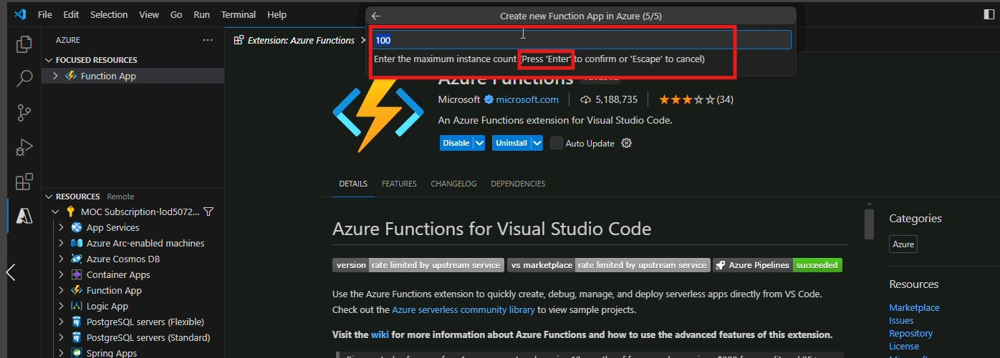 File Edit Selection View Go Run Terminal Help
Create new Function App in Azure (5/5)
100
Enter the maximum instance count (Press 'Enter' to confirm or 'Escape' to cancel)
AZURE ...
Extension: Azure Functions
FOCUSED RESOURCES
Function App
Azure Functions
Microsoft microsoft.com 5,188,735 (34)
An Azure Functions extension for Visual Studio Code.
Disable Uninstall Auto Update
DETAILS FEATURES CHANGELOG DEPENDENCIES
RESOURCES Remote
MOC Subscription-lod5072...
App Services
Azure Arc-enabled machines
Azure Cosmos DB
Container Apps
Function App
Logic App
PostgreSQL servers (Flexible)
PostgreSQL servers (Standard)
Spring Apps
Azure Functions for Visual Studio Code
version rate limited by upstream service vs marketplace rate limited by upstream service Azure Pipelines succeeded
Use the Azure Functions extension to quickly create, debug, manage, and deploy serverless apps directly from VS Code.
Check out the Azure serverless community library to view sample projects.
Visit the wiki for more information about Azure Functions and how to use the advanced features of this extension.
Categories
Azure
Resources
Marketplace
Issues
Repository
License